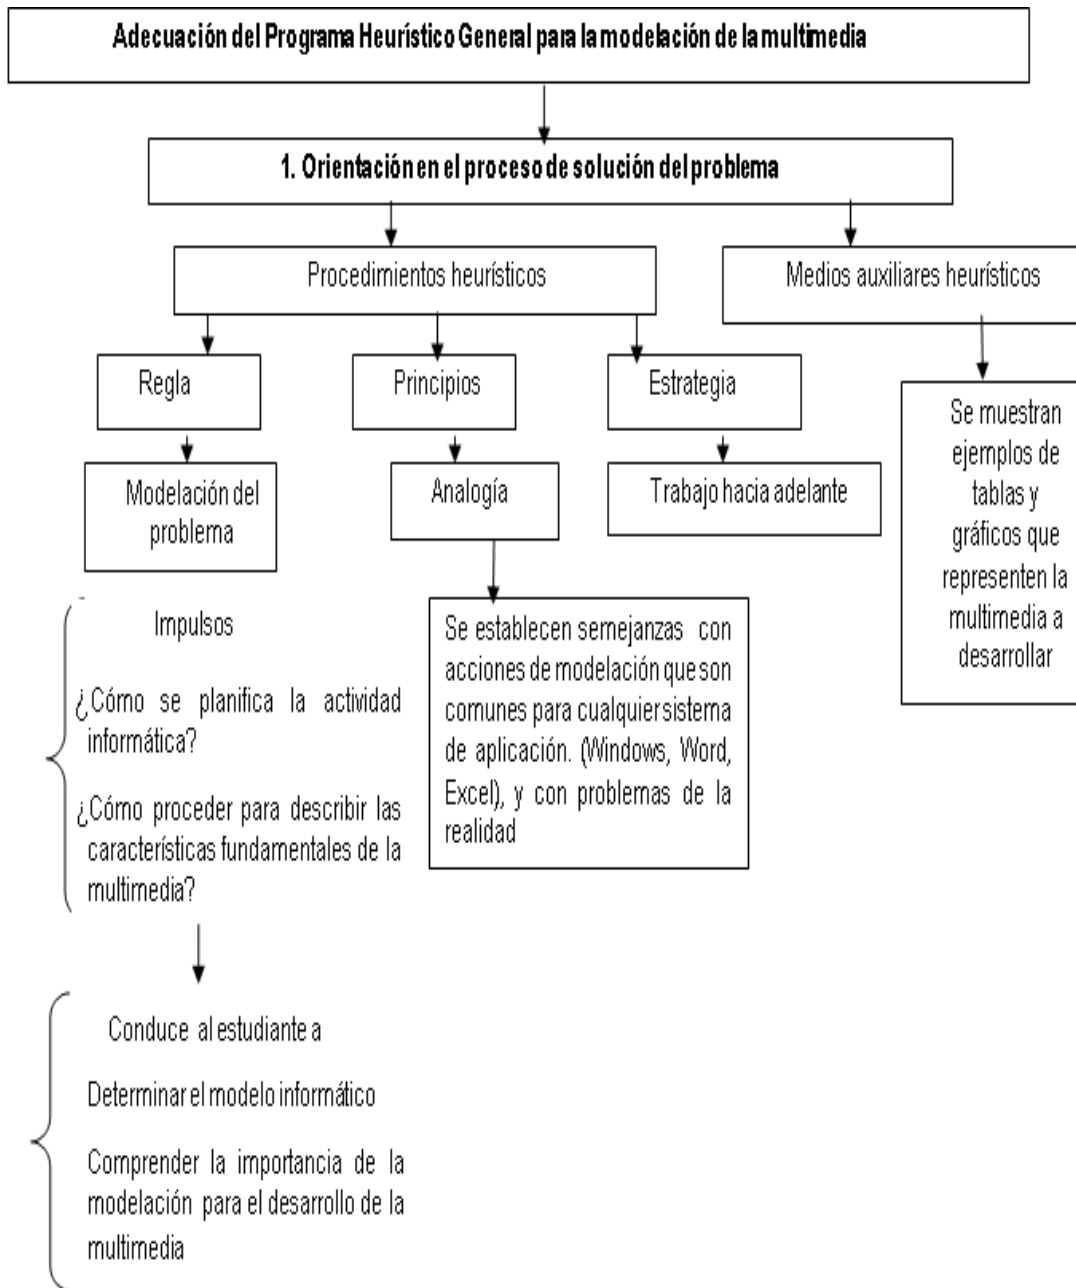 Adecuación del Programa Heurístico General para la modelación de la multimedia
1. Orientación en el proceso de solución del problema
Procedimientos heurísticos
Medios auxiliares heurísticos
Regla
Principios
Estrategia
Modelación del
problema
Analogía
Trabajo hacia adelante
Se muestran
ejemplos de
tablas y
gráficos que
representen la
multimedia a
desarrollar
Impulsos
¿Cómo se planifica la actividad
informática?
¿Cómo proceder para describir las
características fundamentales de la
multimedia?
Se establecen semejanzas con
acciones de modelación que son
comunes para cualquier sistema
de aplicación. (Windows, Word,
Excel), y con problemas de la
realidad
Conduce al estudiante a
Determinar el modelo informático
Comprender la importancia de la
modelación para el desarrollo de la
multimedia